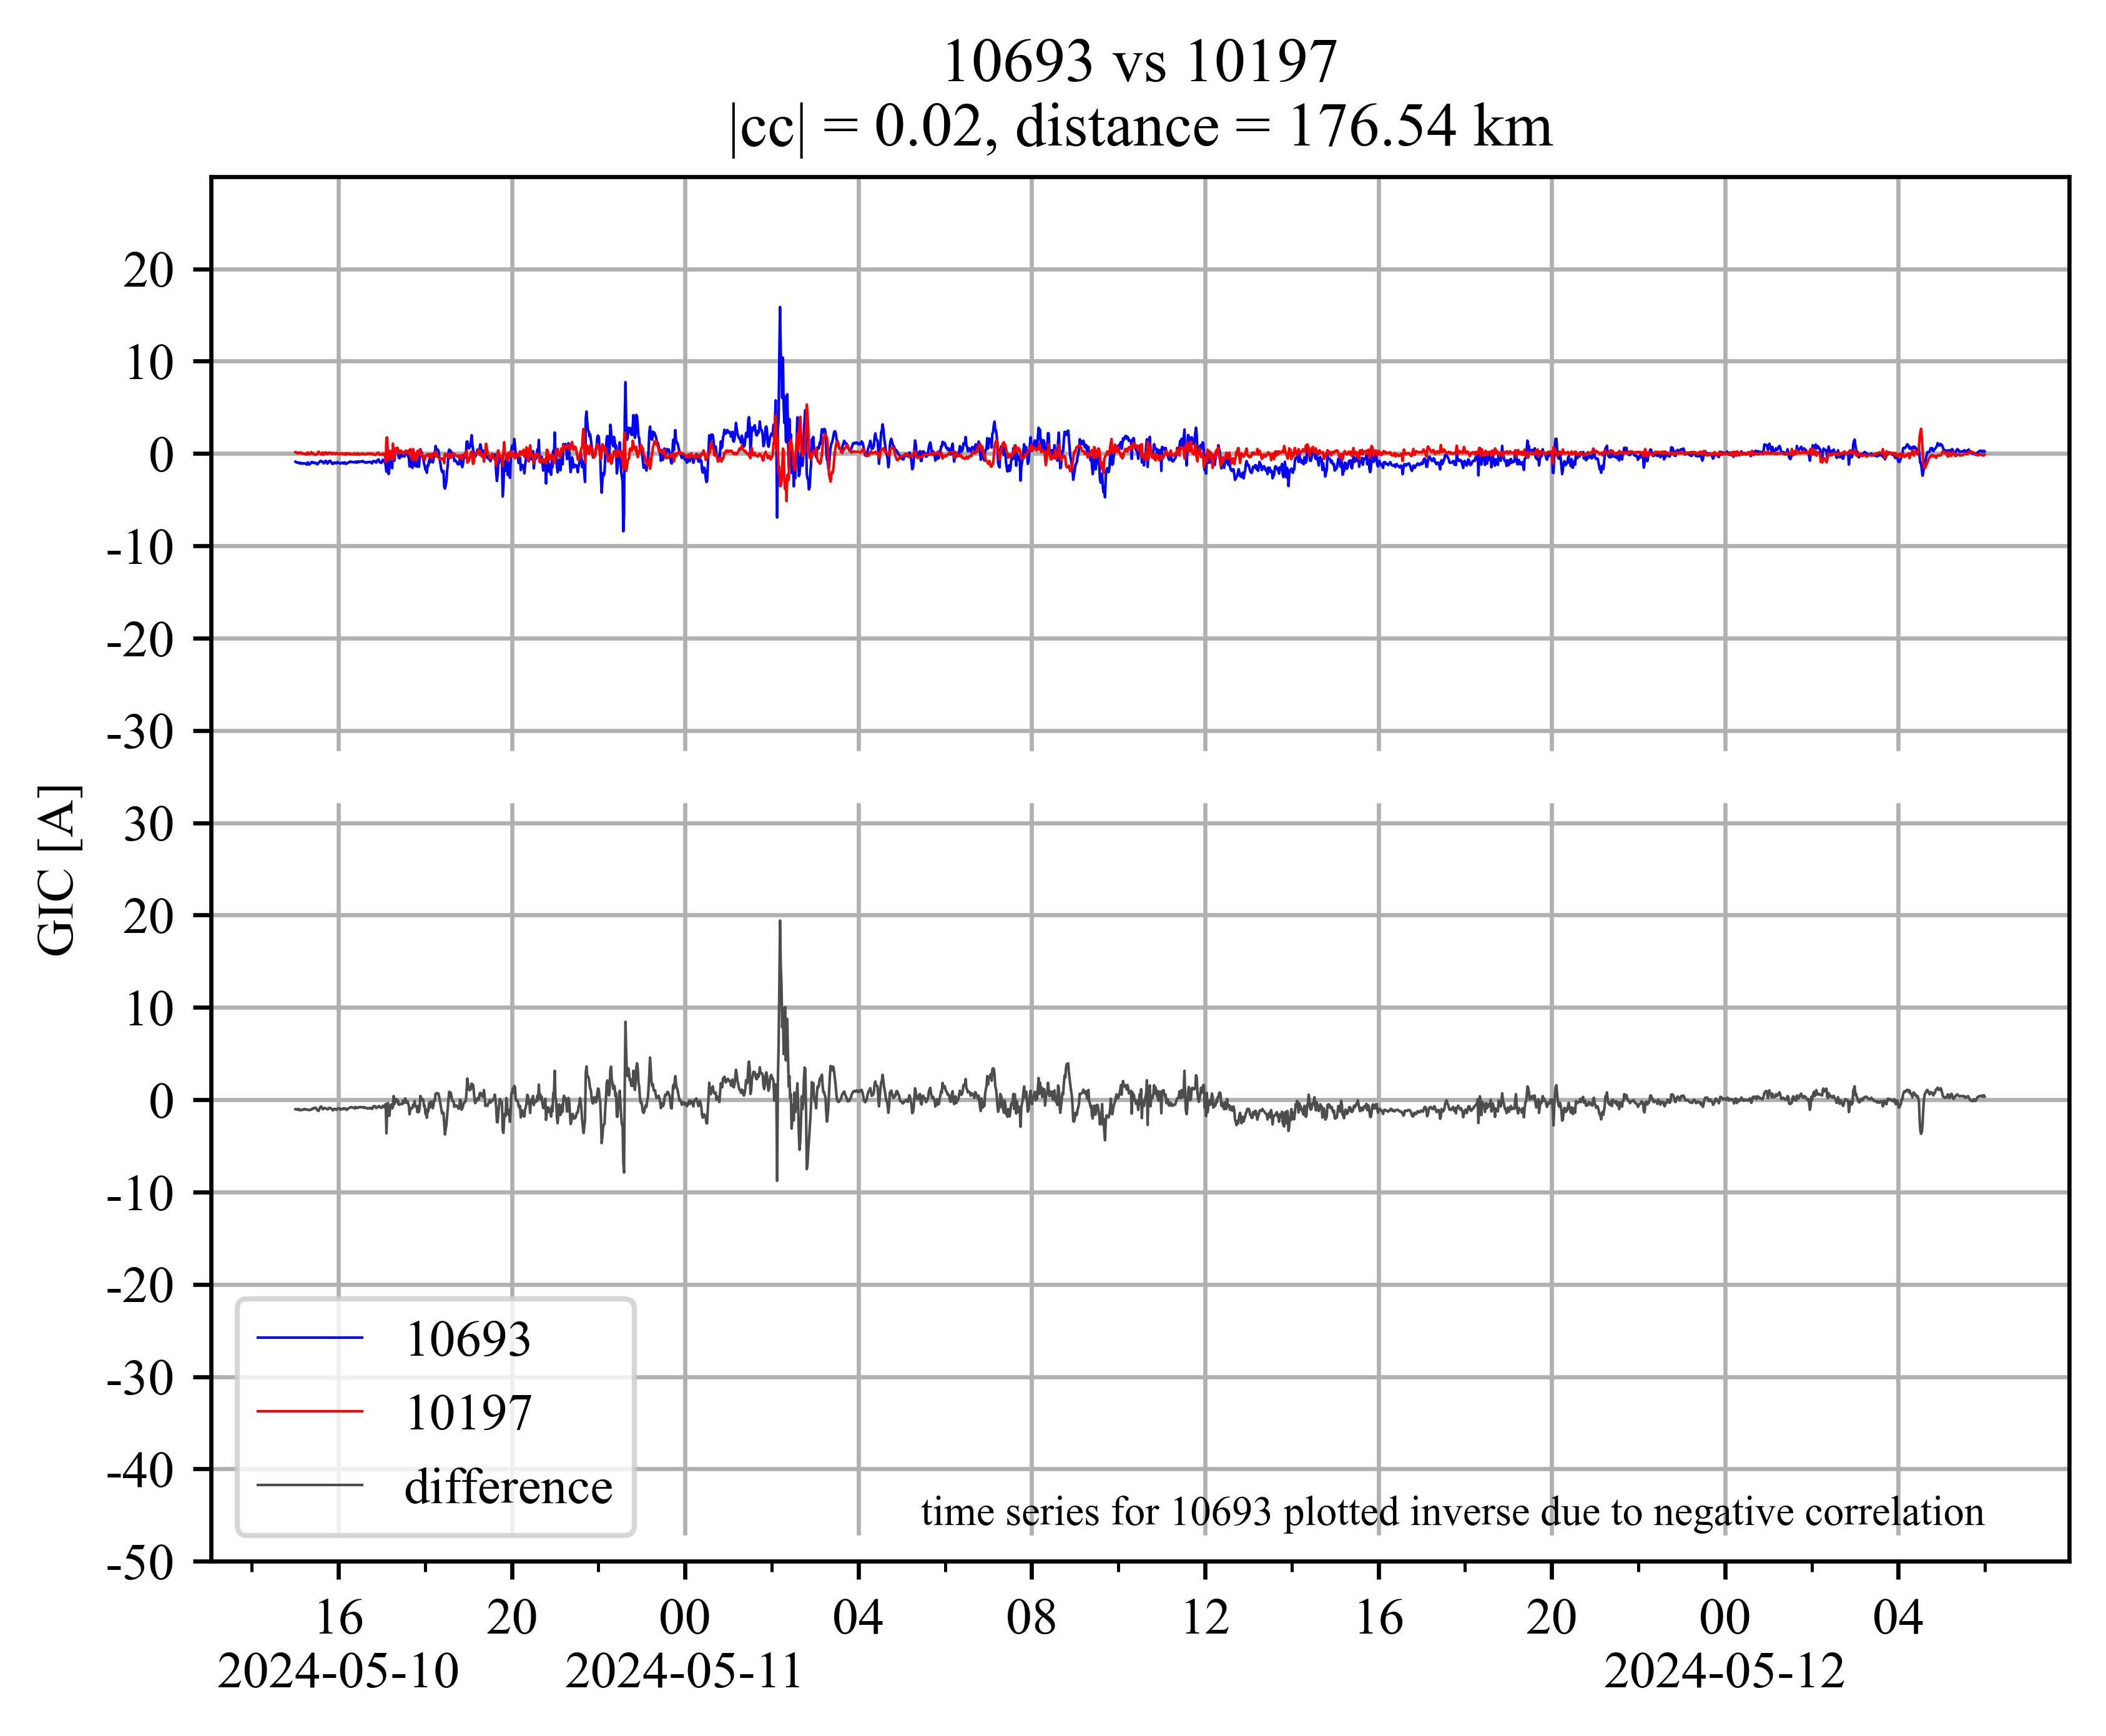 10693 vs 10197
|cc| = 0.02, distance = 176.54 km
20
10
0
-10
-20
-30
GIC [A]
30
20
10
0
-10
-20
-30
-40
-50
10693
10197
difference
time series for 10693 plotted inverse due to negative correlation
16 20 00 04 08 12 16 20 00 04
2024-05-10 2024-05-11 2024-05-12